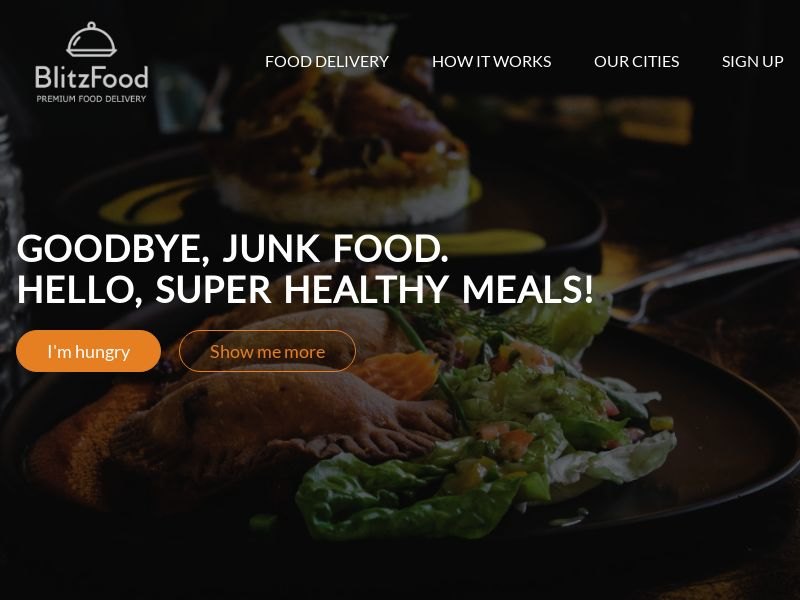 BlitzFood
PREMIUM FOOD DELIVERY
FOOD DELIVERY
HOW IT WORKS
OUR CITIES
SIGN UP
GOODBYE, JUNK FOOD.
HELLO, SUPER HEALTHY MEALS!
I'm hungry
Show me more